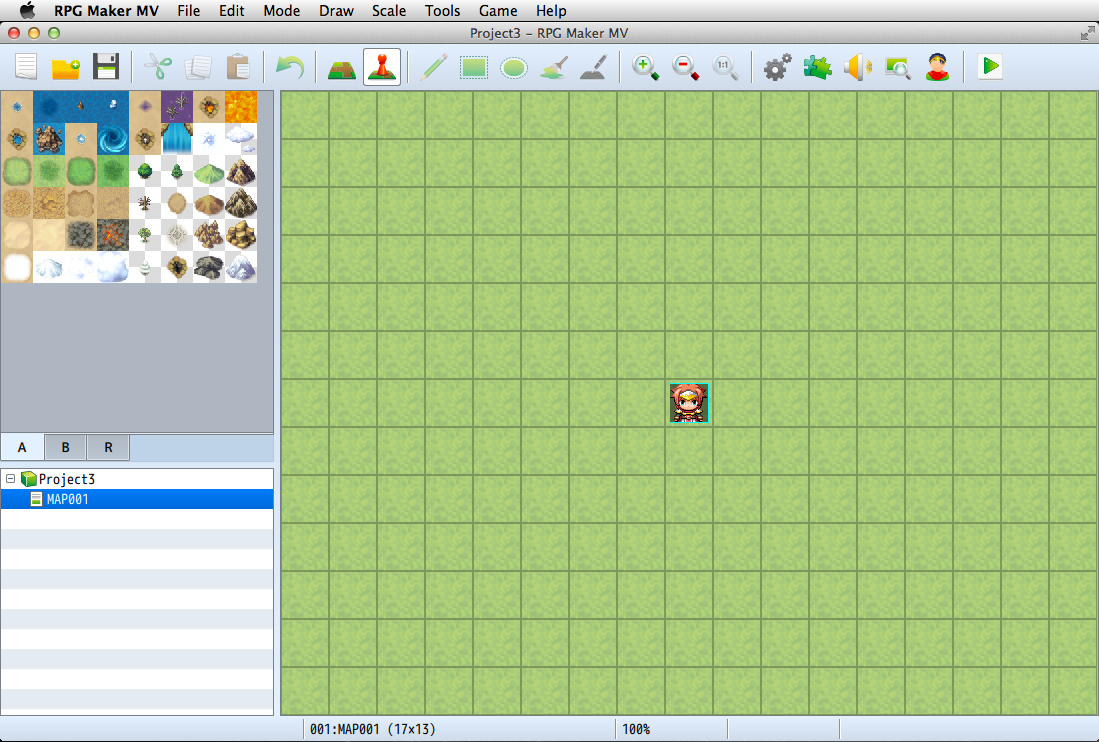 RPG Maker MV File Edit Mode Draw Scale Tools Game Help
Project3 – RPG Maker MV
1:1
A B R
Project3
MAP001
001:MAP001 (17x13) 100%